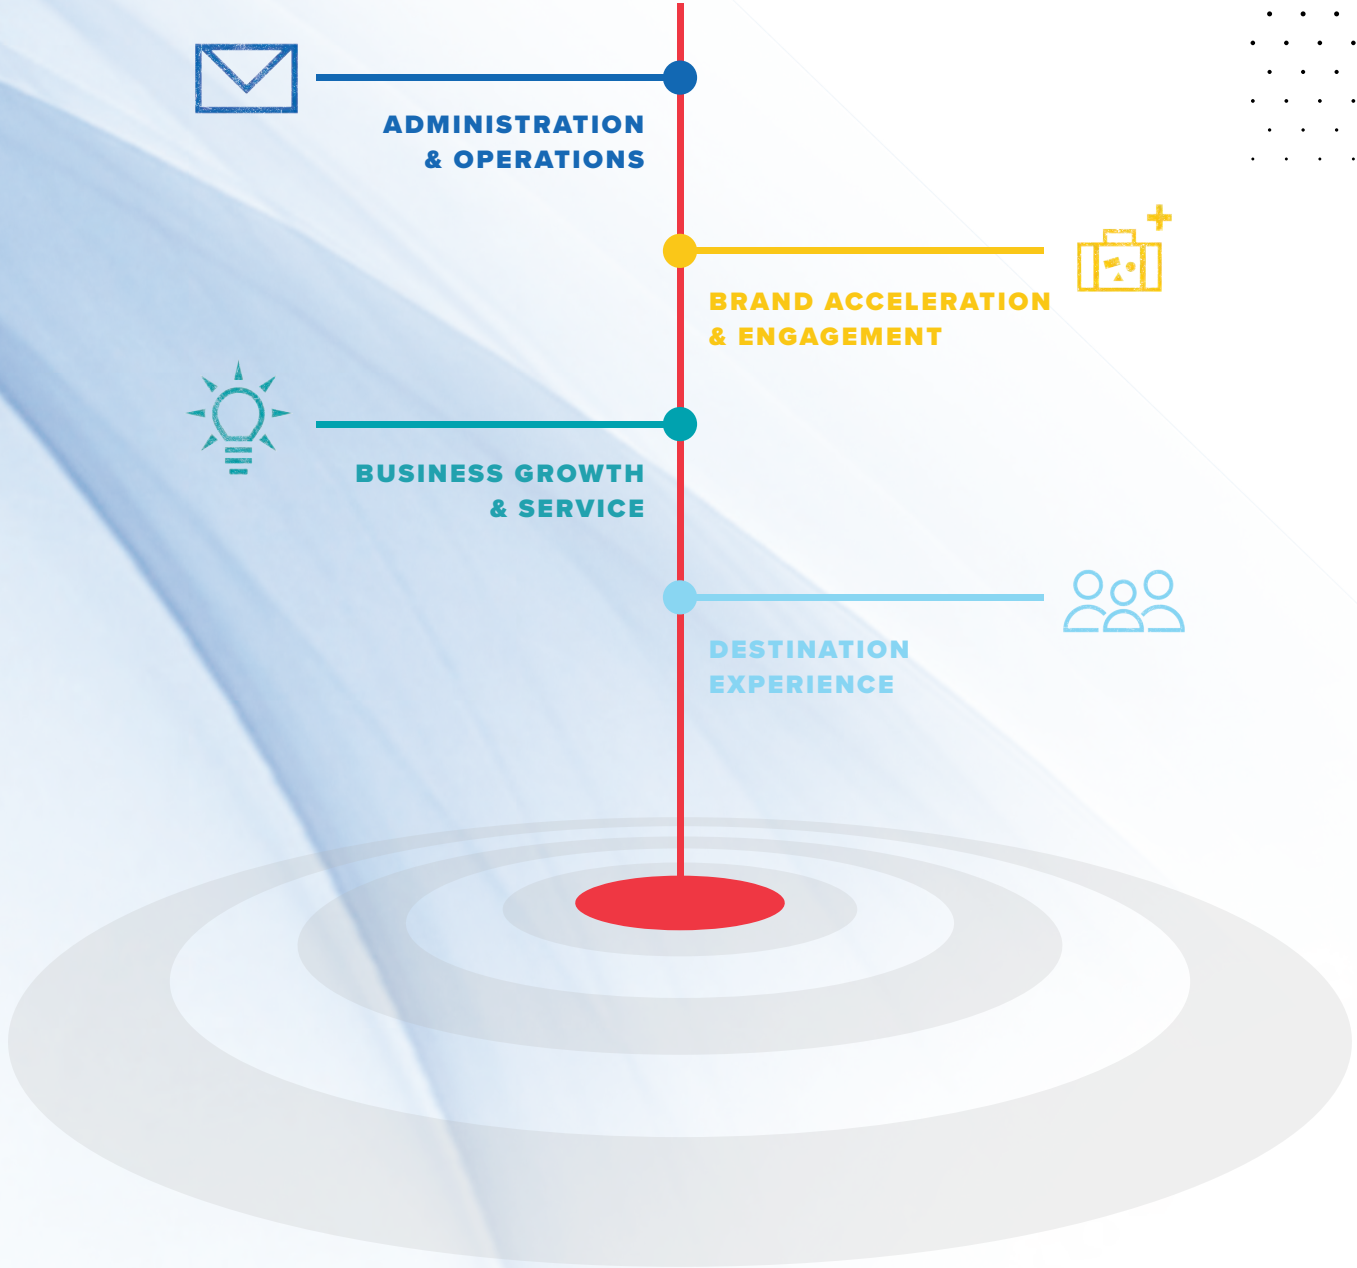 ADMINISTRATION
& OPERATIONS
BRAND ACCELERATION
& ENGAGEMENT
BUSINESS GROWTH
& SERVICE
DESTINATION
EXPERIENCE